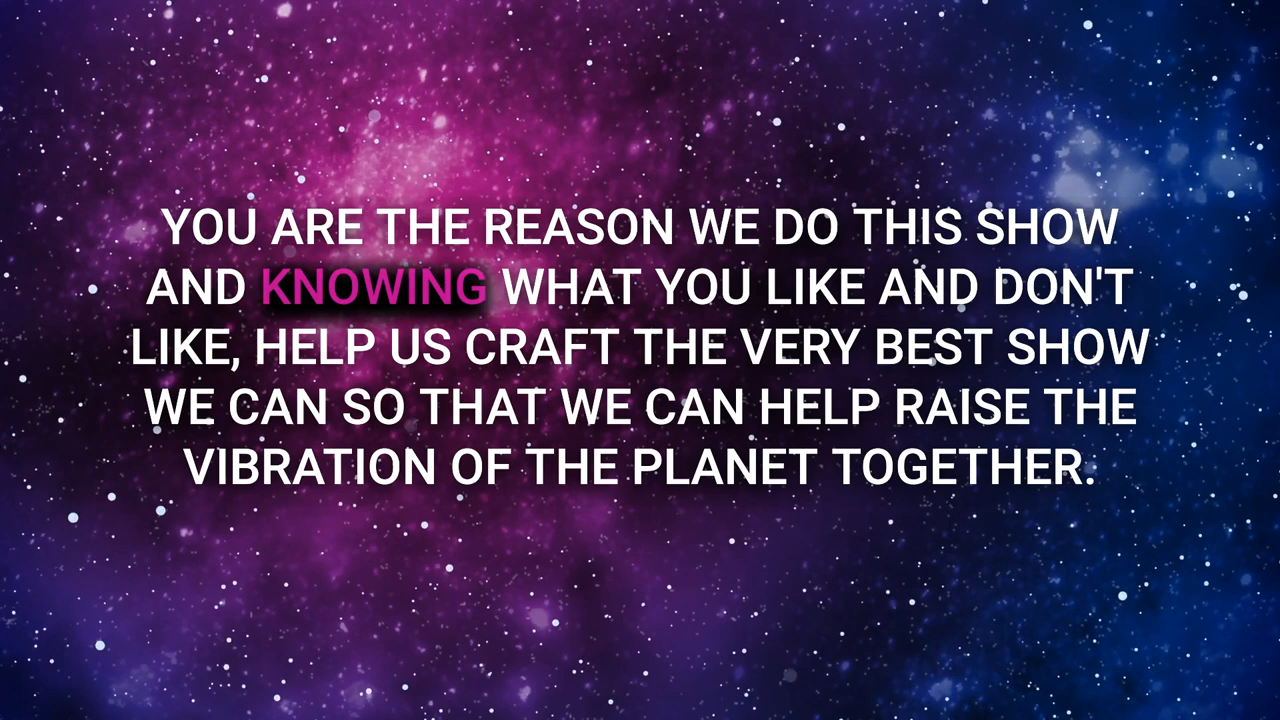 YOU ARE THE REASON WE DO THIS SHOW
AND KNOWING WHAT YOU LIKE AND DON'T
LIKE, HELP US CRAFT THE VERY BEST SHOW
WE CAN SO THAT WE CAN HELP RAISE THE
VIBRATION OF THE PLANET TOGETHER.